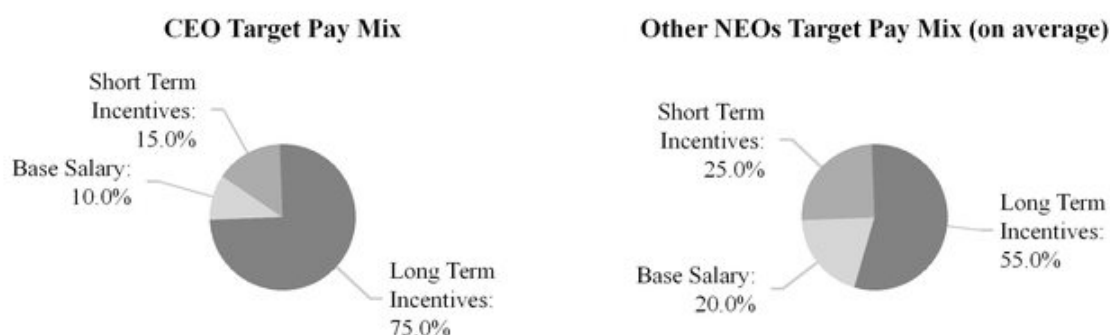 CEO Target Pay Mix
Short Term
Incentives:
15.0%
Base Salary:
10.0%
Long Term
Incentives:
75.0%
Other NEOs Target Pay Mix (on average)
Short Term
Incentives:
25.0%
Long Term
Incentives:
55.0%
Base Salary:
20.0%